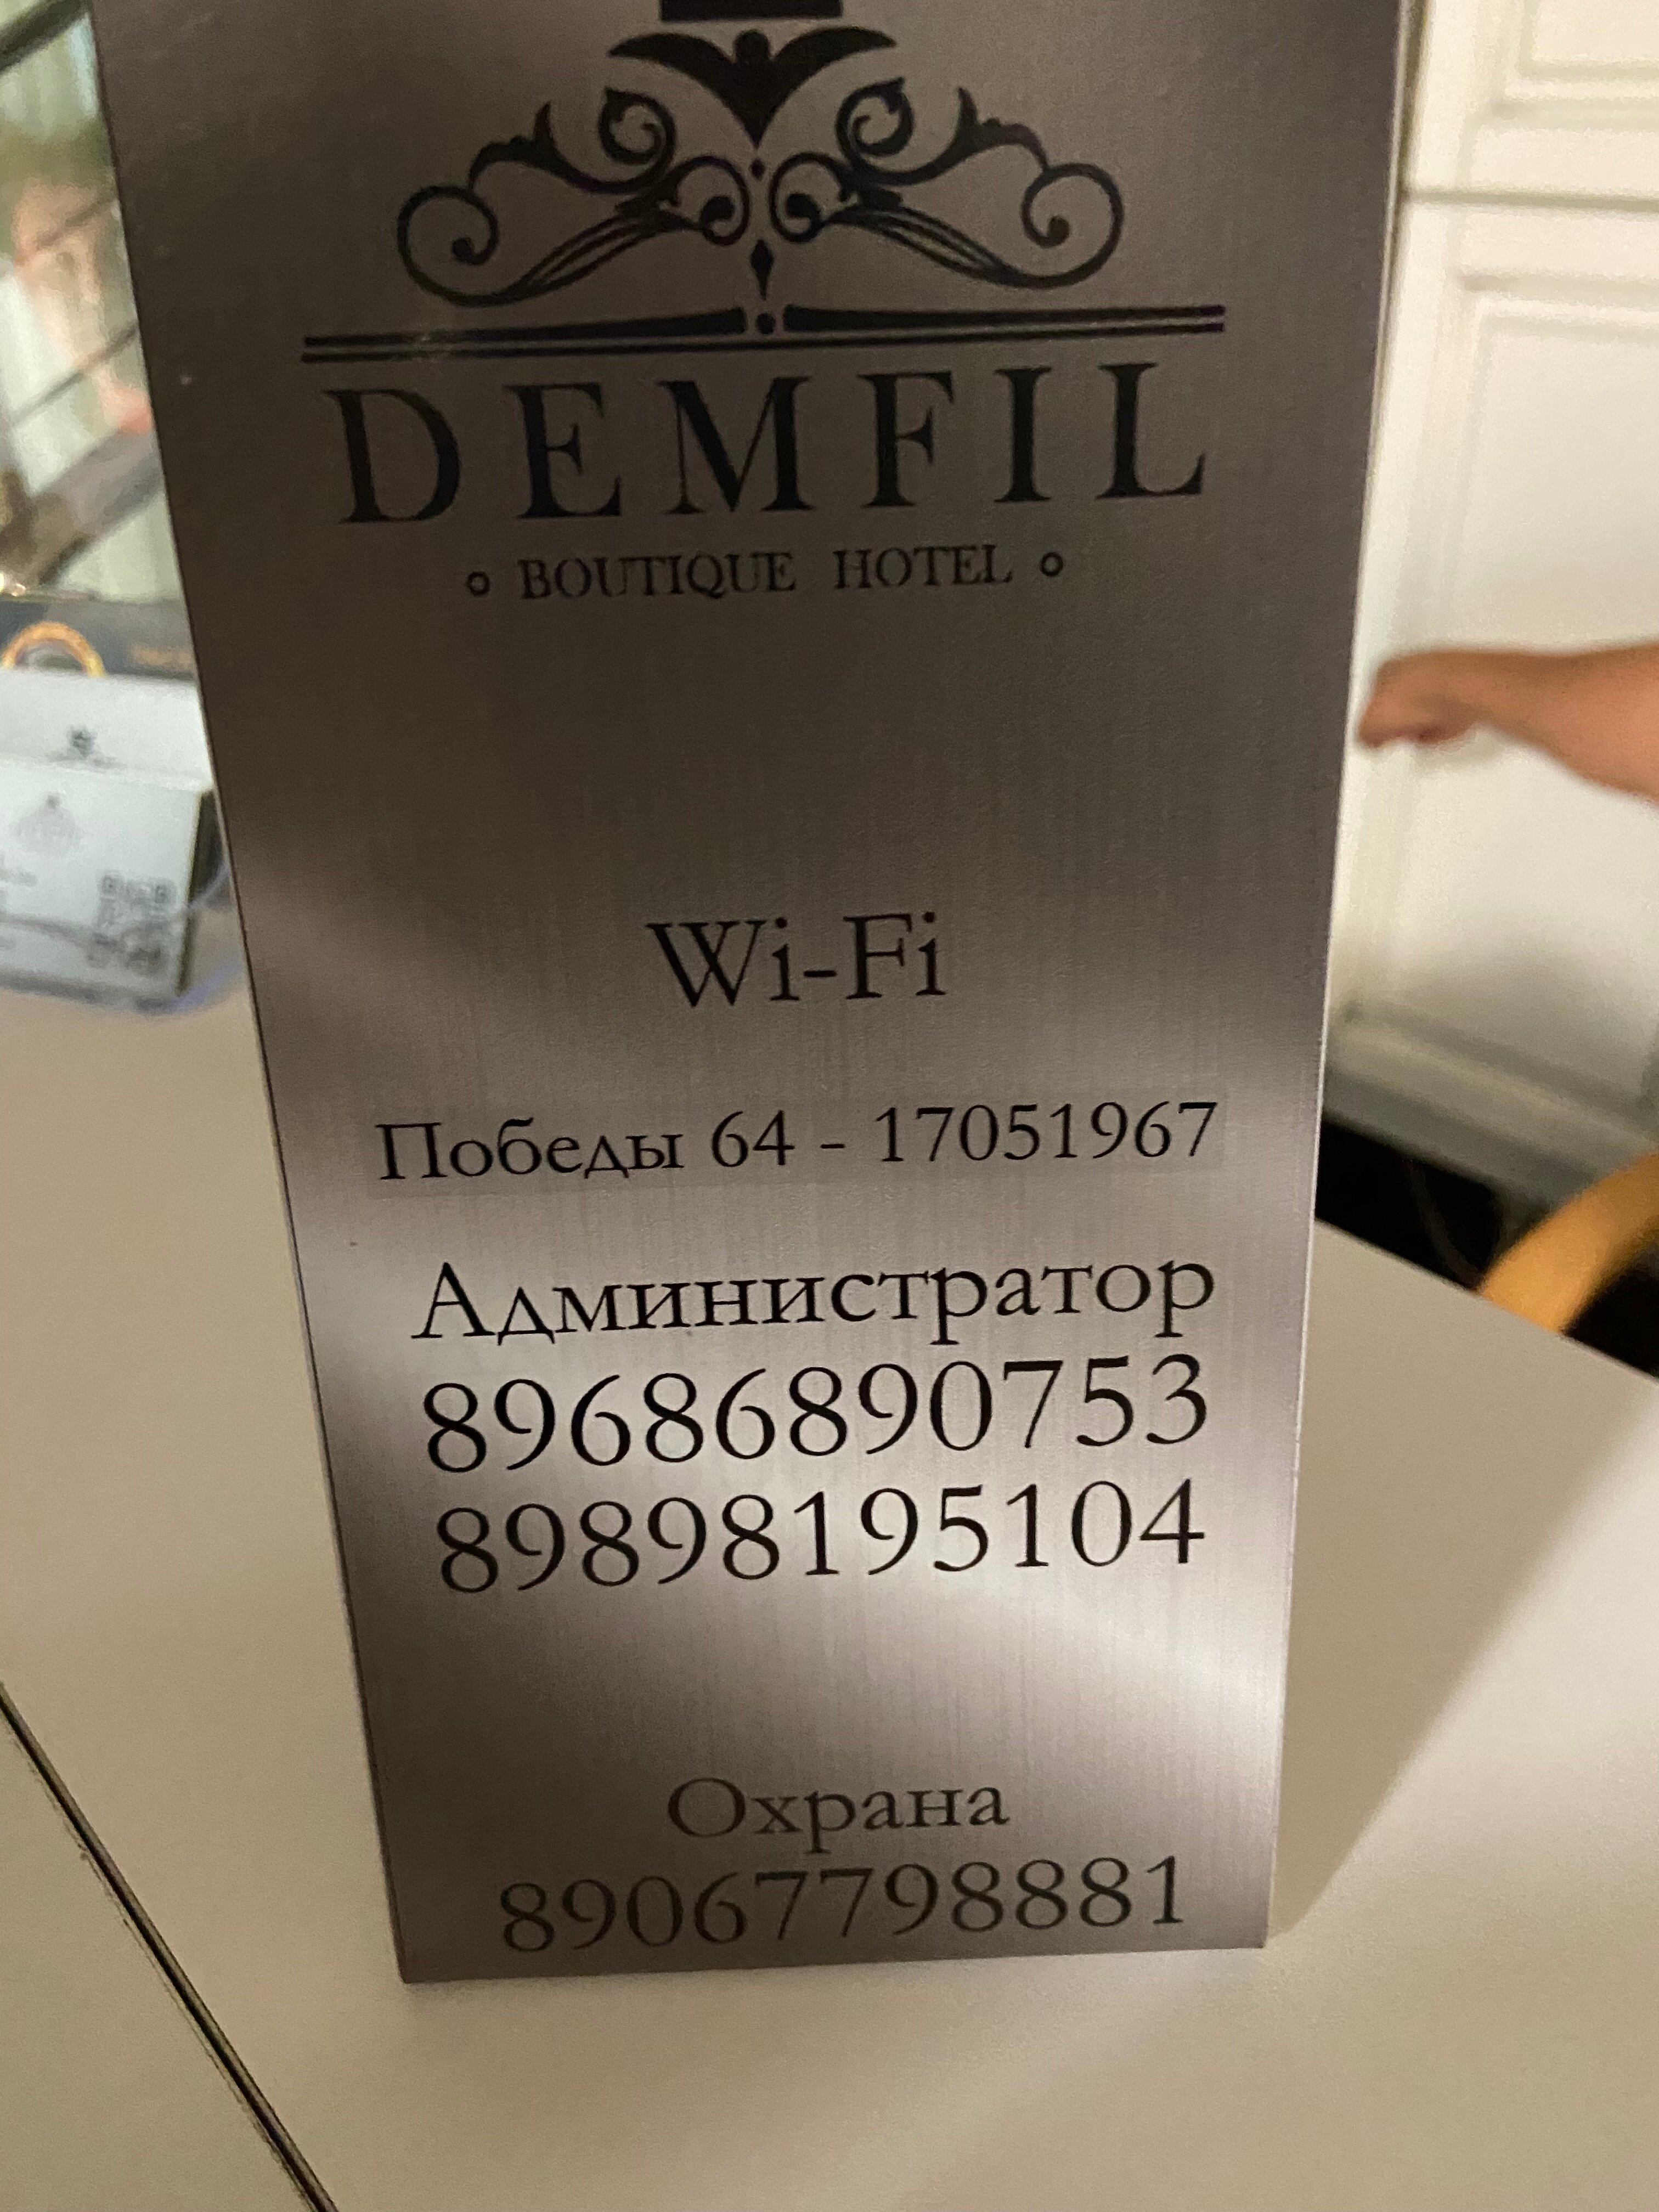 DEMFIL
BOUTIQUE HOTEL
Wi-Fi
Победы 64 - 17051967
Администратор
89686890753
89898195104
Охрана
89067798881